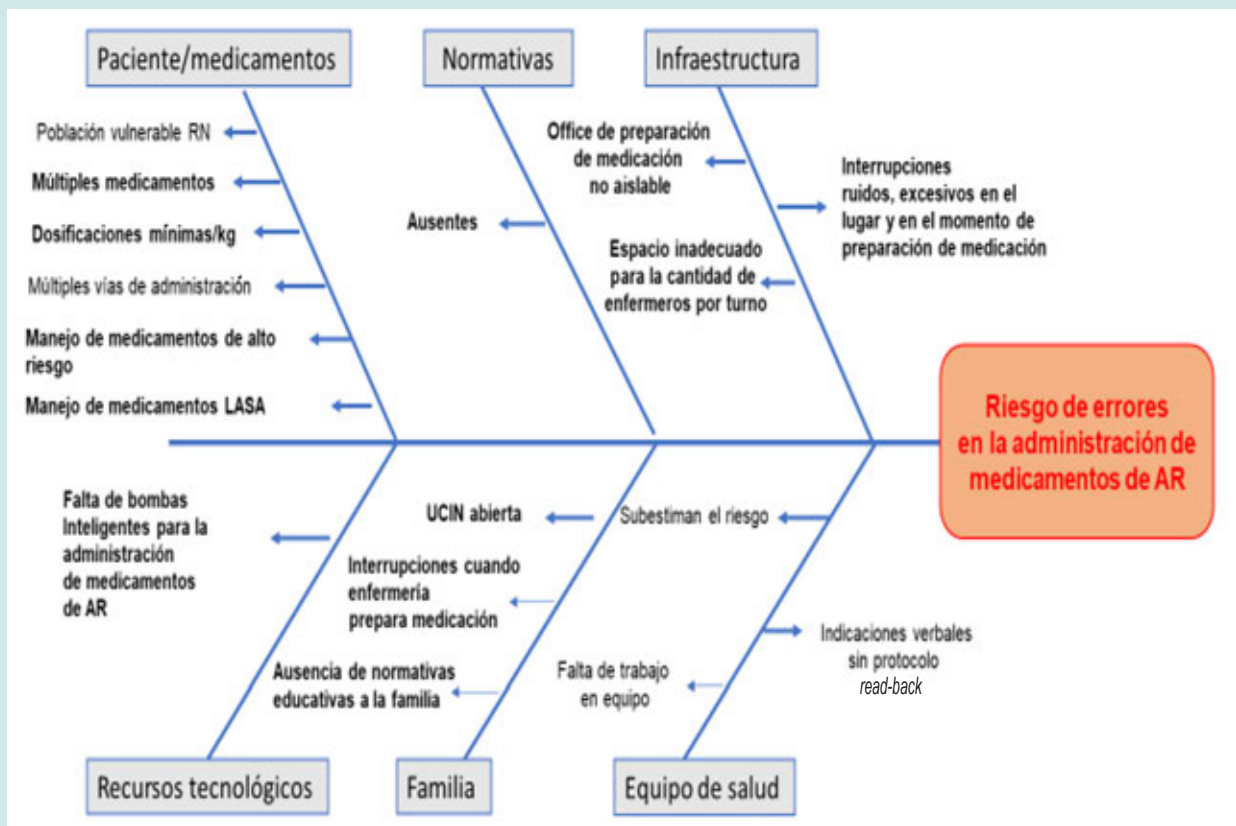 Paciente/medicamentos
Normativas
Infraestructura
Población vulnerable RN
Múltiples medicamentos
Dosificaciones mínimas/kg
Múltiples vías de administración
Manejo de medicamentos de alto
riesgo
Manejo de medicamentos LASA
Ausentes
Office de preparación
de medicación
no aislable
Espacio inadecuado
para la cantidad de
enfermeros por turno
Interrupciones
ruidos, excesivos en el
lugar y en el momento de
preparación de medicación
Riesgo de errores
en la administración de
medicamentos de AR
Falta de bombas
Inteligentes para la
administración
de medicamentos
de AR
UCIN abierta
Interrupciones cuando
enfermería
prepara medicación
Ausencia de normativas
educativas a la familia
Subestiman el riesgo
Falta de trabajo
en equipo
Indicaciones verbales
sin protocolo
read-back
Recursos tecnológicos
Familia
Equipo de salud